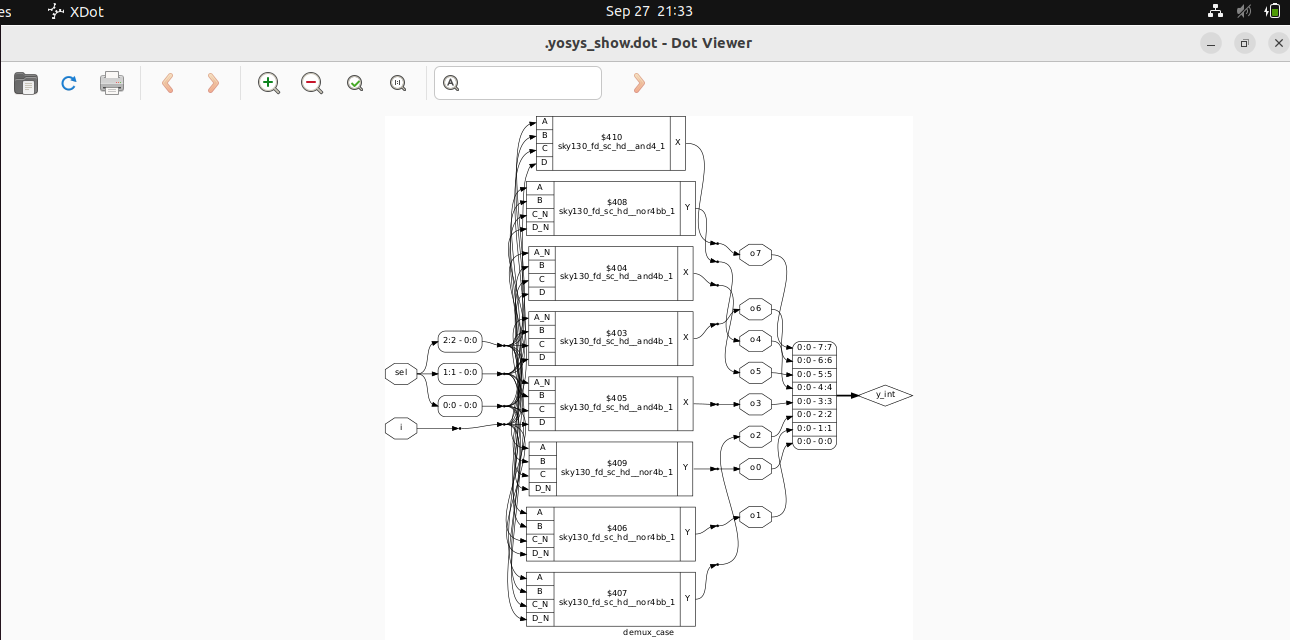 es
XDot
Sep 27 21:33
.yosys_show.dot - Dot Viewer
A
B
C
D
$410
sky130_fd_sc_hd__and4_1
X
A
B
C_N
D_N
$408
sky130_fd_sc_hd__nor4bb_1
Y
A_N
B
C
D
$404
sky130_fd_sc_hd__and4b_1
X
A_N
B
C
D
$403
sky130_fd_sc_hd__and4b_1
X
A_N
B
C
D
$405
sky130_fd_sc_hd__and4b_1
X
A
B
C
D_N
$409
sky130_fd_sc_hd__nor4b_1
Y
A
B
C_N
D_N
$406
sky130_fd_sc_hd__nor4bb_1
Y
A
B
C_N
D_N
$407
sky130_fd_sc_hd__nor4bb_1
Y
sel
i
2:2 - 0:0
1:1 - 0:0
0:0 - 0:0
o7
o6
o4
o5
o3
o2
o0
o1
0:0 - 7:7
0:0 - 6:6
0:0 - 5:5
0:0 - 4:4
0:0 - 3:3
0:0 - 2:2
0:0 - 1:1
0:0 - 0:0
y_int
demux_case